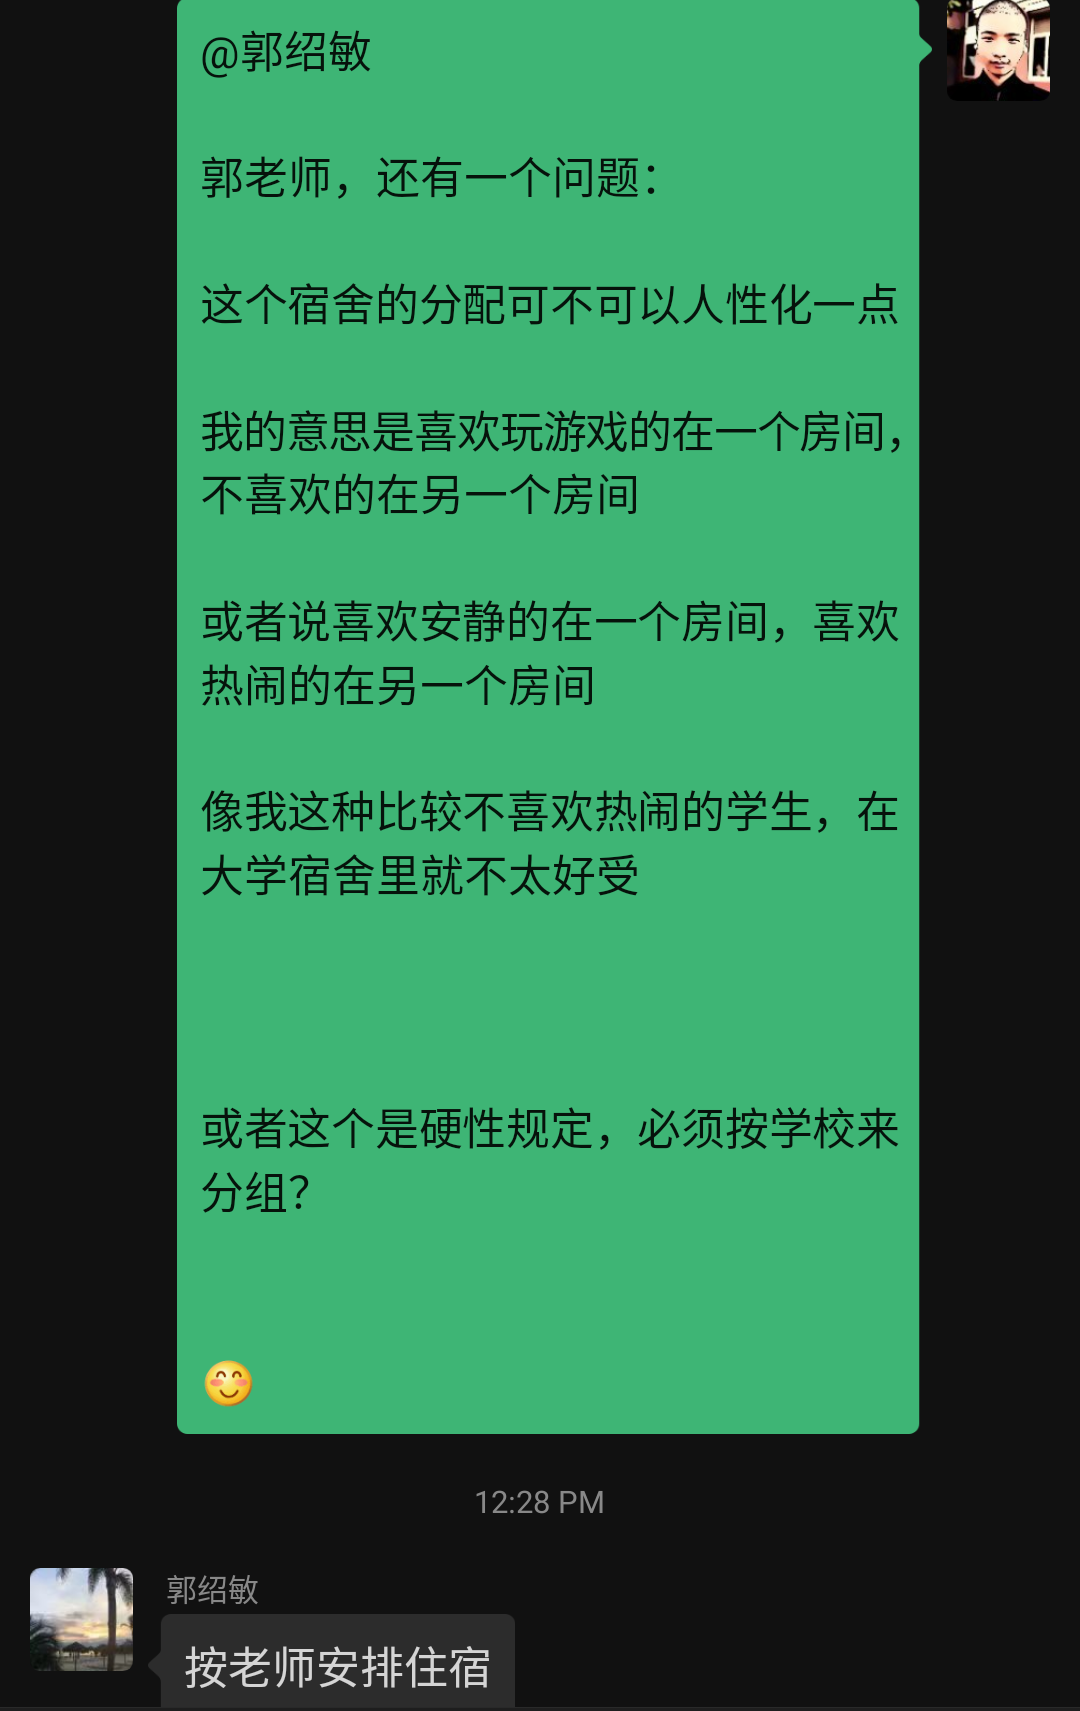 @郭绍敏
郭老师，还有一个问题：
这个宿舍的分配可不可以人性化一点
我的意思是喜欢玩游戏的在一个房间，
不喜欢的在另一个房间
或者说喜欢安静的在一个房间，喜欢
热闹的在另一个房间
像我这种比较不喜欢热闹的学生，在
大学宿舍里就不太好受
或者这个是硬性规定，必须按学校来
分组？
😊
12:28 PM
郭绍敏
按老师安排住宿